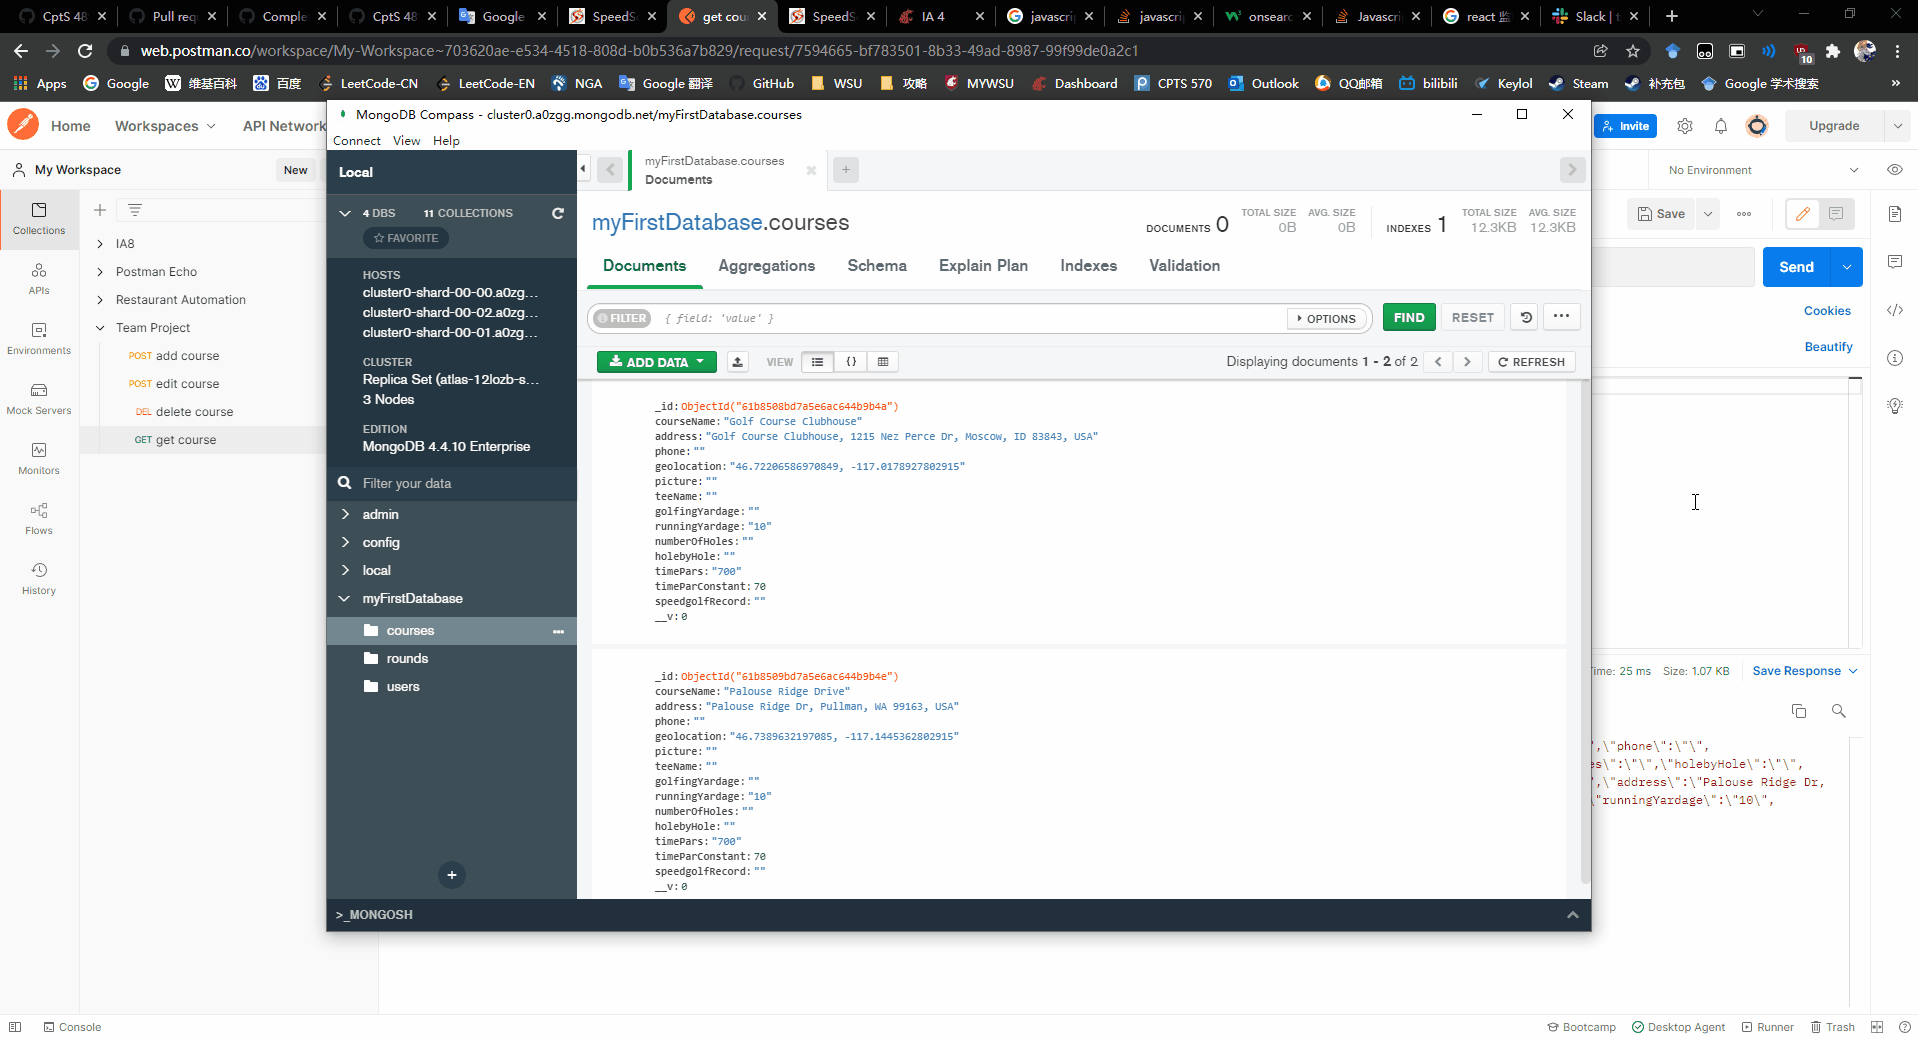 CptS 48
Pull req
Comple
CptS 48
Google
SpeedS
get cou
SpeedS
IA 4
javascri
javascri
onsearc
Javascri
react 监
Slack | t
web.postman.co/workspace/My-Workspace~703620ae-e534-4518-808d-b0b536a7b829/request/7594665-bf783501-8b33-49ad-8987-99f99de0a2c1
10
Apps
Google
维基百科
百度
LeetCode-CN
LeetCode-EN
NGA
Google 翻译
GitHub
WSU
攻略
MYWSU
Dashboard
CPTS 570
Outlook
QQ邮箱
bilibili
Keylol
Steam
补充包
Google 学术搜索
»
Home
Workspaces
API Network
Invite
Upgrade
My Workspace
New
No Environment
Collections
APIs
Environments
Mock Servers
Monitors
Flows
History
IA8
Postman Echo
Restaurant Automation
Team Project
POST add course
POST edit course
DEL delete course
GET get course
MongoDB Compass - cluster0.a0zgg.mongodb.net/myFirstDatabase.courses
Connect View Help
Local
4 DBS 11 COLLECTIONS
FAVORITE
HOSTS
cluster0-shard-00-00.a0zg...
cluster0-shard-00-02.a0zg...
cluster0-shard-00-01.a0zg...
CLUSTER
Replica Set (atlas-12lozb-s...
3 Nodes
EDITION
MongoDB 4.4.10 Enterprise
Filter your data
admin
config
local
myFirstDatabase
courses
rounds
users
>_MONGOSH
myFirstDatabase.courses
Documents
myFirstDatabase.courses
DOCUMENTS 0
TOTAL SIZE
0B
AVG. SIZE
0B
INDEXES 1
TOTAL SIZE
12.3KB
AVG. SIZE
12.3KB
Documents Aggregations Schema Explain Plan Indexes Validation
FILTER { field: 'value' }
OPTIONS
FIND
RESET
ADD DATA
VIEW
{}
Displaying documents 1 - 2 of 2
REFRESH
_id: ObjectId("61b8508bd7a5e6ac644b9b4a")
courseName: "Golf Course Clubhouse"
address: "Golf Course Clubhouse, 1215 Nez Perce Dr, Moscow, ID 83843, USA"
phone: ""
geolocation: "46.72206586970849, -117.0178927802915"
picture: ""
teeName: ""
golfingYardage: ""
runningYardage: "10"
numberOfHoles: ""
holebyHole: ""
timePars: "700"
timeParConstant: 70
speedgolfRecord: ""
__v: 0
_id: ObjectId("61b8509bd7a5e6ac644b9b4e")
courseName: "Palouse Ridge Drive"
address: "Palouse Ridge Dr, Pullman, WA 99163, USA"
phone: ""
geolocation: "46.7389632197085, -117.1445362802915"
picture: ""
teeName: ""
golfingYardage: ""
runningYardage: "10"
numberOfHoles: ""
holebyHole: ""
timePars: "700"
timeParConstant: 70
speedgolfRecord: ""
__v: 0
Save
Send
Cookies
Beautify
ime: 25 ms Size: 1.07 KB Save Response
",\"phone\":\"\",
es\":\"\",\"holebyHole\":\"\",
",\"address\":\"Palouse Ridge Dr,
\"runningYardage\":\"10\",
Console
Bootcamp
Desktop Agent
Runner
Trash